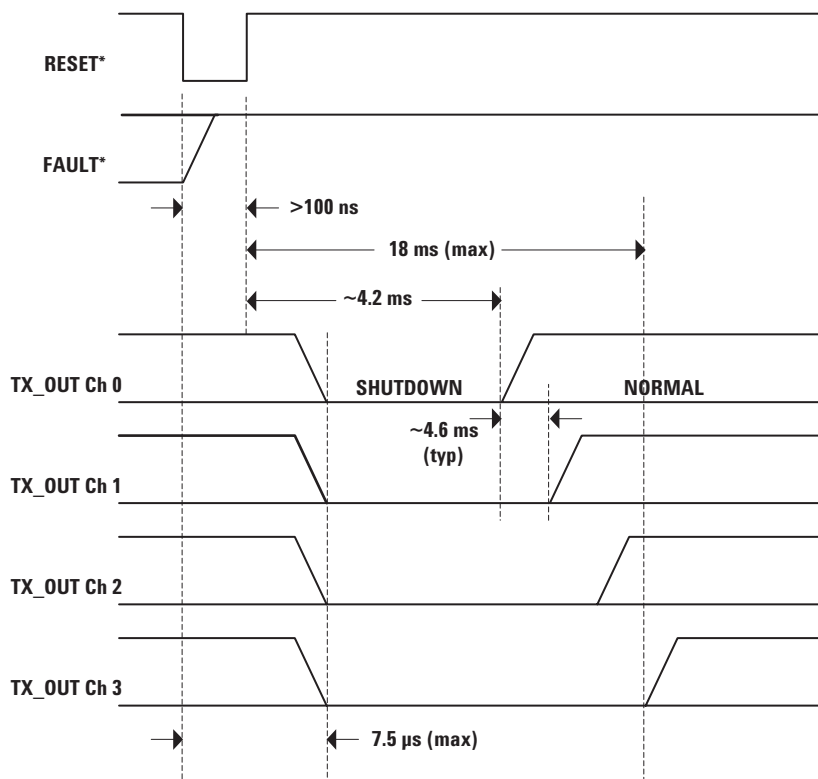 RESET*
FAULT*
>100 ns
18 ms (max)
~4.2 ms
TX_OUT Ch 0
SHUTDOWN
NORMAL
~4.6 ms
(typ)
TX_OUT Ch 1
TX_OUT Ch 2
TX_OUT Ch 3
7.5 µs (max)